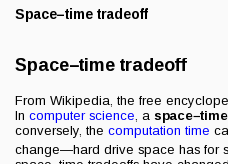 Space–time tradeoff
Space–time tradeoff
From Wikipedia, the free encyclope
In computer science, a space–time
conversely, the computation time ca
change—hard drive space has for s
space–time tradeoffs have changed